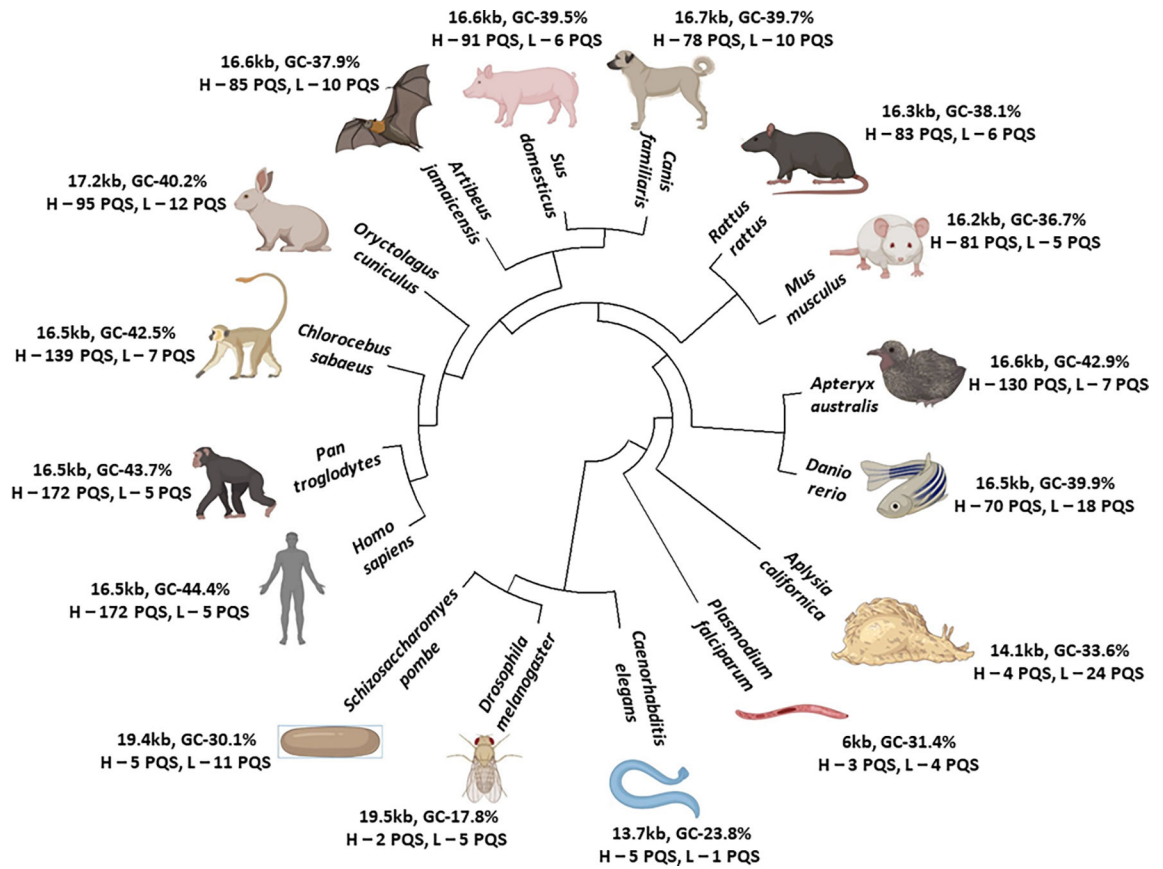 16.6kb, GC-39.5%
H – 91 PQS, L – 6 PQS
16.7kb, GC-39.7%
H – 78 PQS, L – 10 PQS
16.6kb, GC-37.9%
H – 85 PQS, L – 10 PQS
16.3kb, GC-38.1%
H – 83 PQS, L – 6 PQS
17.2kb, GC-40.2%
H – 95 PQS, L – 12 PQS
16.2kb, GC-36.7%
H – 81 PQS, L – 5 PQS
Artibeus
jamaicensis
Sus
domesticus
Canis
familiaris
Rattus
rattus
Mus
musculus
Oryctolagus
cuniculus
16.5kb, GC-42.5%
H – 139 PQS, L – 7 PQS
Chlorocebus
sabaeus
Apteryx
australis
16.6kb, GC-42.9%
H – 130 PQS, L – 7 PQS
16.5kb, GC-43.7%
H – 172 PQS, L – 5 PQS
Pan
troglodytes
Danio
rerio
16.5kb, GC-39.9%
H – 70 PQS, L – 18 PQS
16.5kb, GC-44.4%
H – 172 PQS, L – 5 PQS
Homo
sapiens
Aplysia
californica
14.1kb, GC-33.6%
H – 4 PQS, L – 24 PQS
Schizosaccharomyes
pombe
Drosophila
melanogaster
Caenorhabditis
elegans
Plasmodium
falciparum
19.4kb, GC-30.1%
H – 5 PQS, L – 11 PQS
6kb, GC-31.4%
H – 3 PQS, L – 4 PQS
19.5kb, GC-17.8%
H – 2 PQS, L – 5 PQS
13.7kb, GC-23.8%
H – 5 PQS, L – 1 PQS